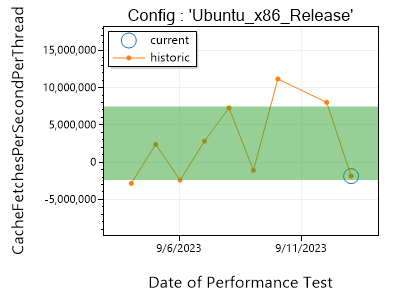 Config : 'Ubuntu_x86_Release'
current
historic
CacheFetchesPerSecondPerThread
15,000,000
10,000,000
5,000,000
0
-5,000,000
9/6/2023
9/11/2023
Date of Performance Test